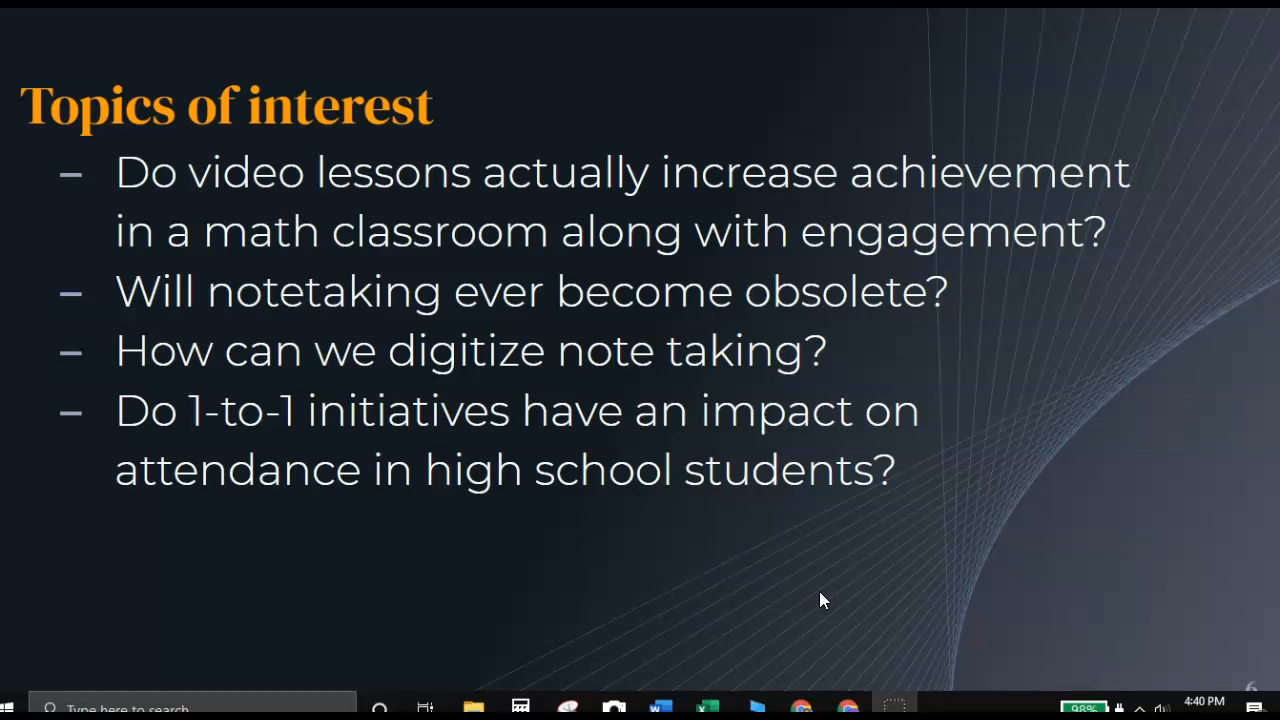 Topics of interest
– Do video lessons actually increase achievement
in a math classroom along with engagement?
– Will notetaking ever become obsolete?
– How can we digitize note taking?
– Do 1-to-1 initiatives have an impact on
attendance in high school students?
6
Type here to search
98%
4:40 PM